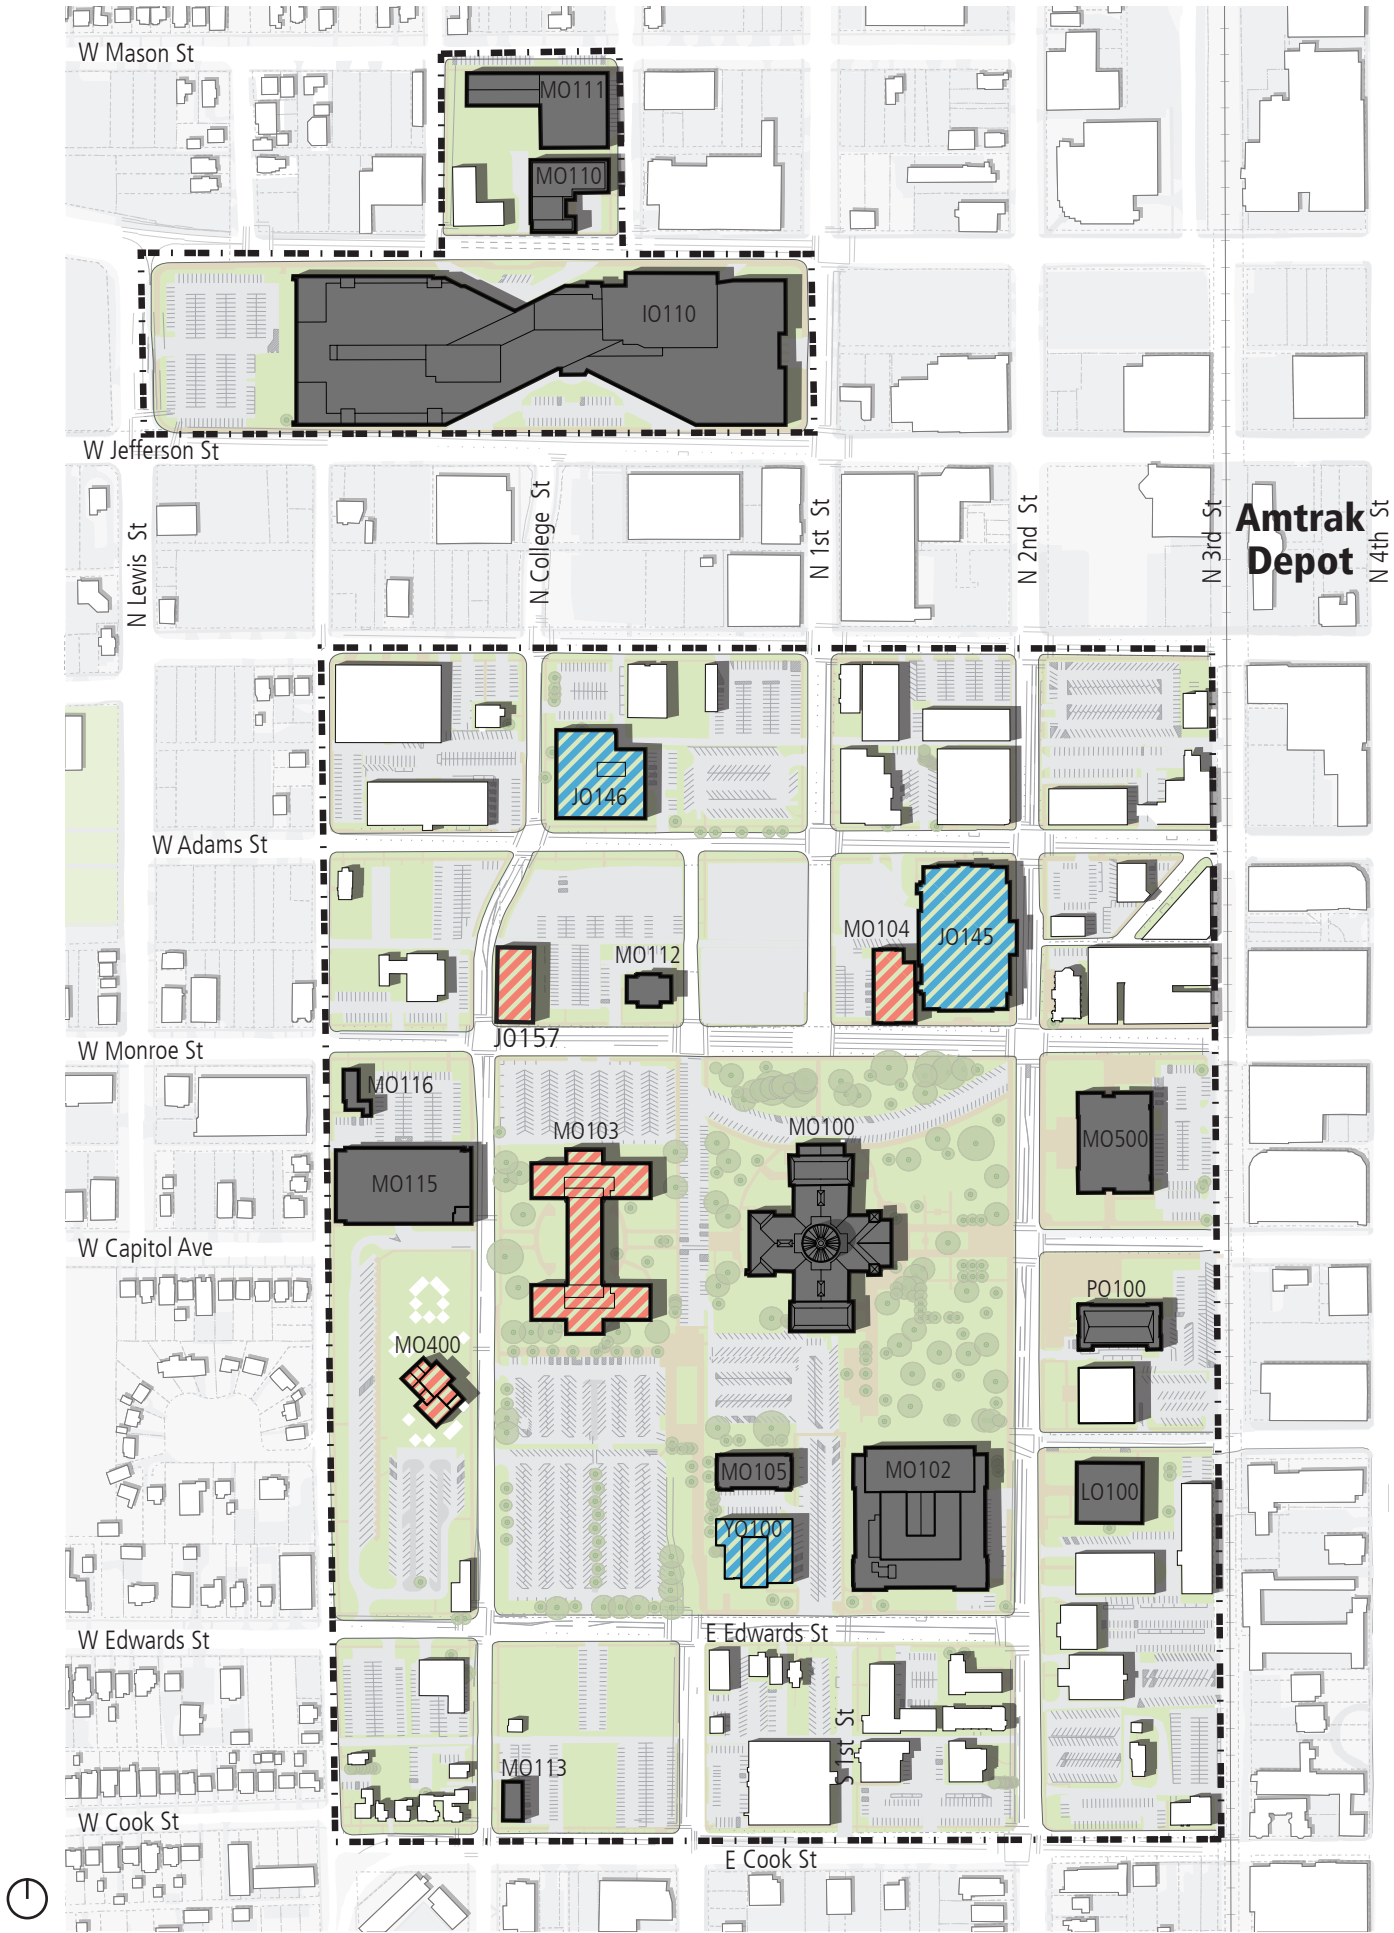 W Mason St
MO111
MO110
IO110
W Jefferson St
N Lewis St
N College St
N 1st St
N 2nd St
N 3rd St
Amtrak
Depot
N 4th St
JO146
W Adams St
MO104
JO145
MO112
JO157
W Monroe St
MO116
MO103
MO100
MO500
MO115
W Capitol Ave
PO100
MO400
MO105
MO102
LO100
YO100
W Edwards St
E Edwards St
S 1st St
MO113
W Cook St
E Cook St